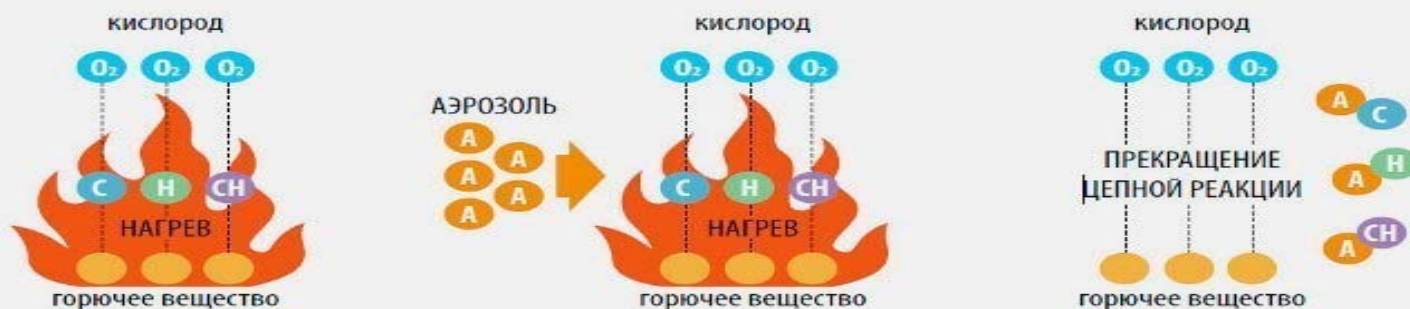 кислород
O₂ O₂ O₂
C H CH
НАГРЕВ
горючее вещество
АЭРОЗОЛЬ
A
A
A
A
A
кислород
O₂ O₂ O₂
C H CH
НАГРЕВ
горючее вещество
кислород
O₂ O₂ O₂
ПРЕКРАЩЕНИЕ
ЦЕПНОЙ РЕАКЦИИ
горючее вещество
A C
A H
A CH